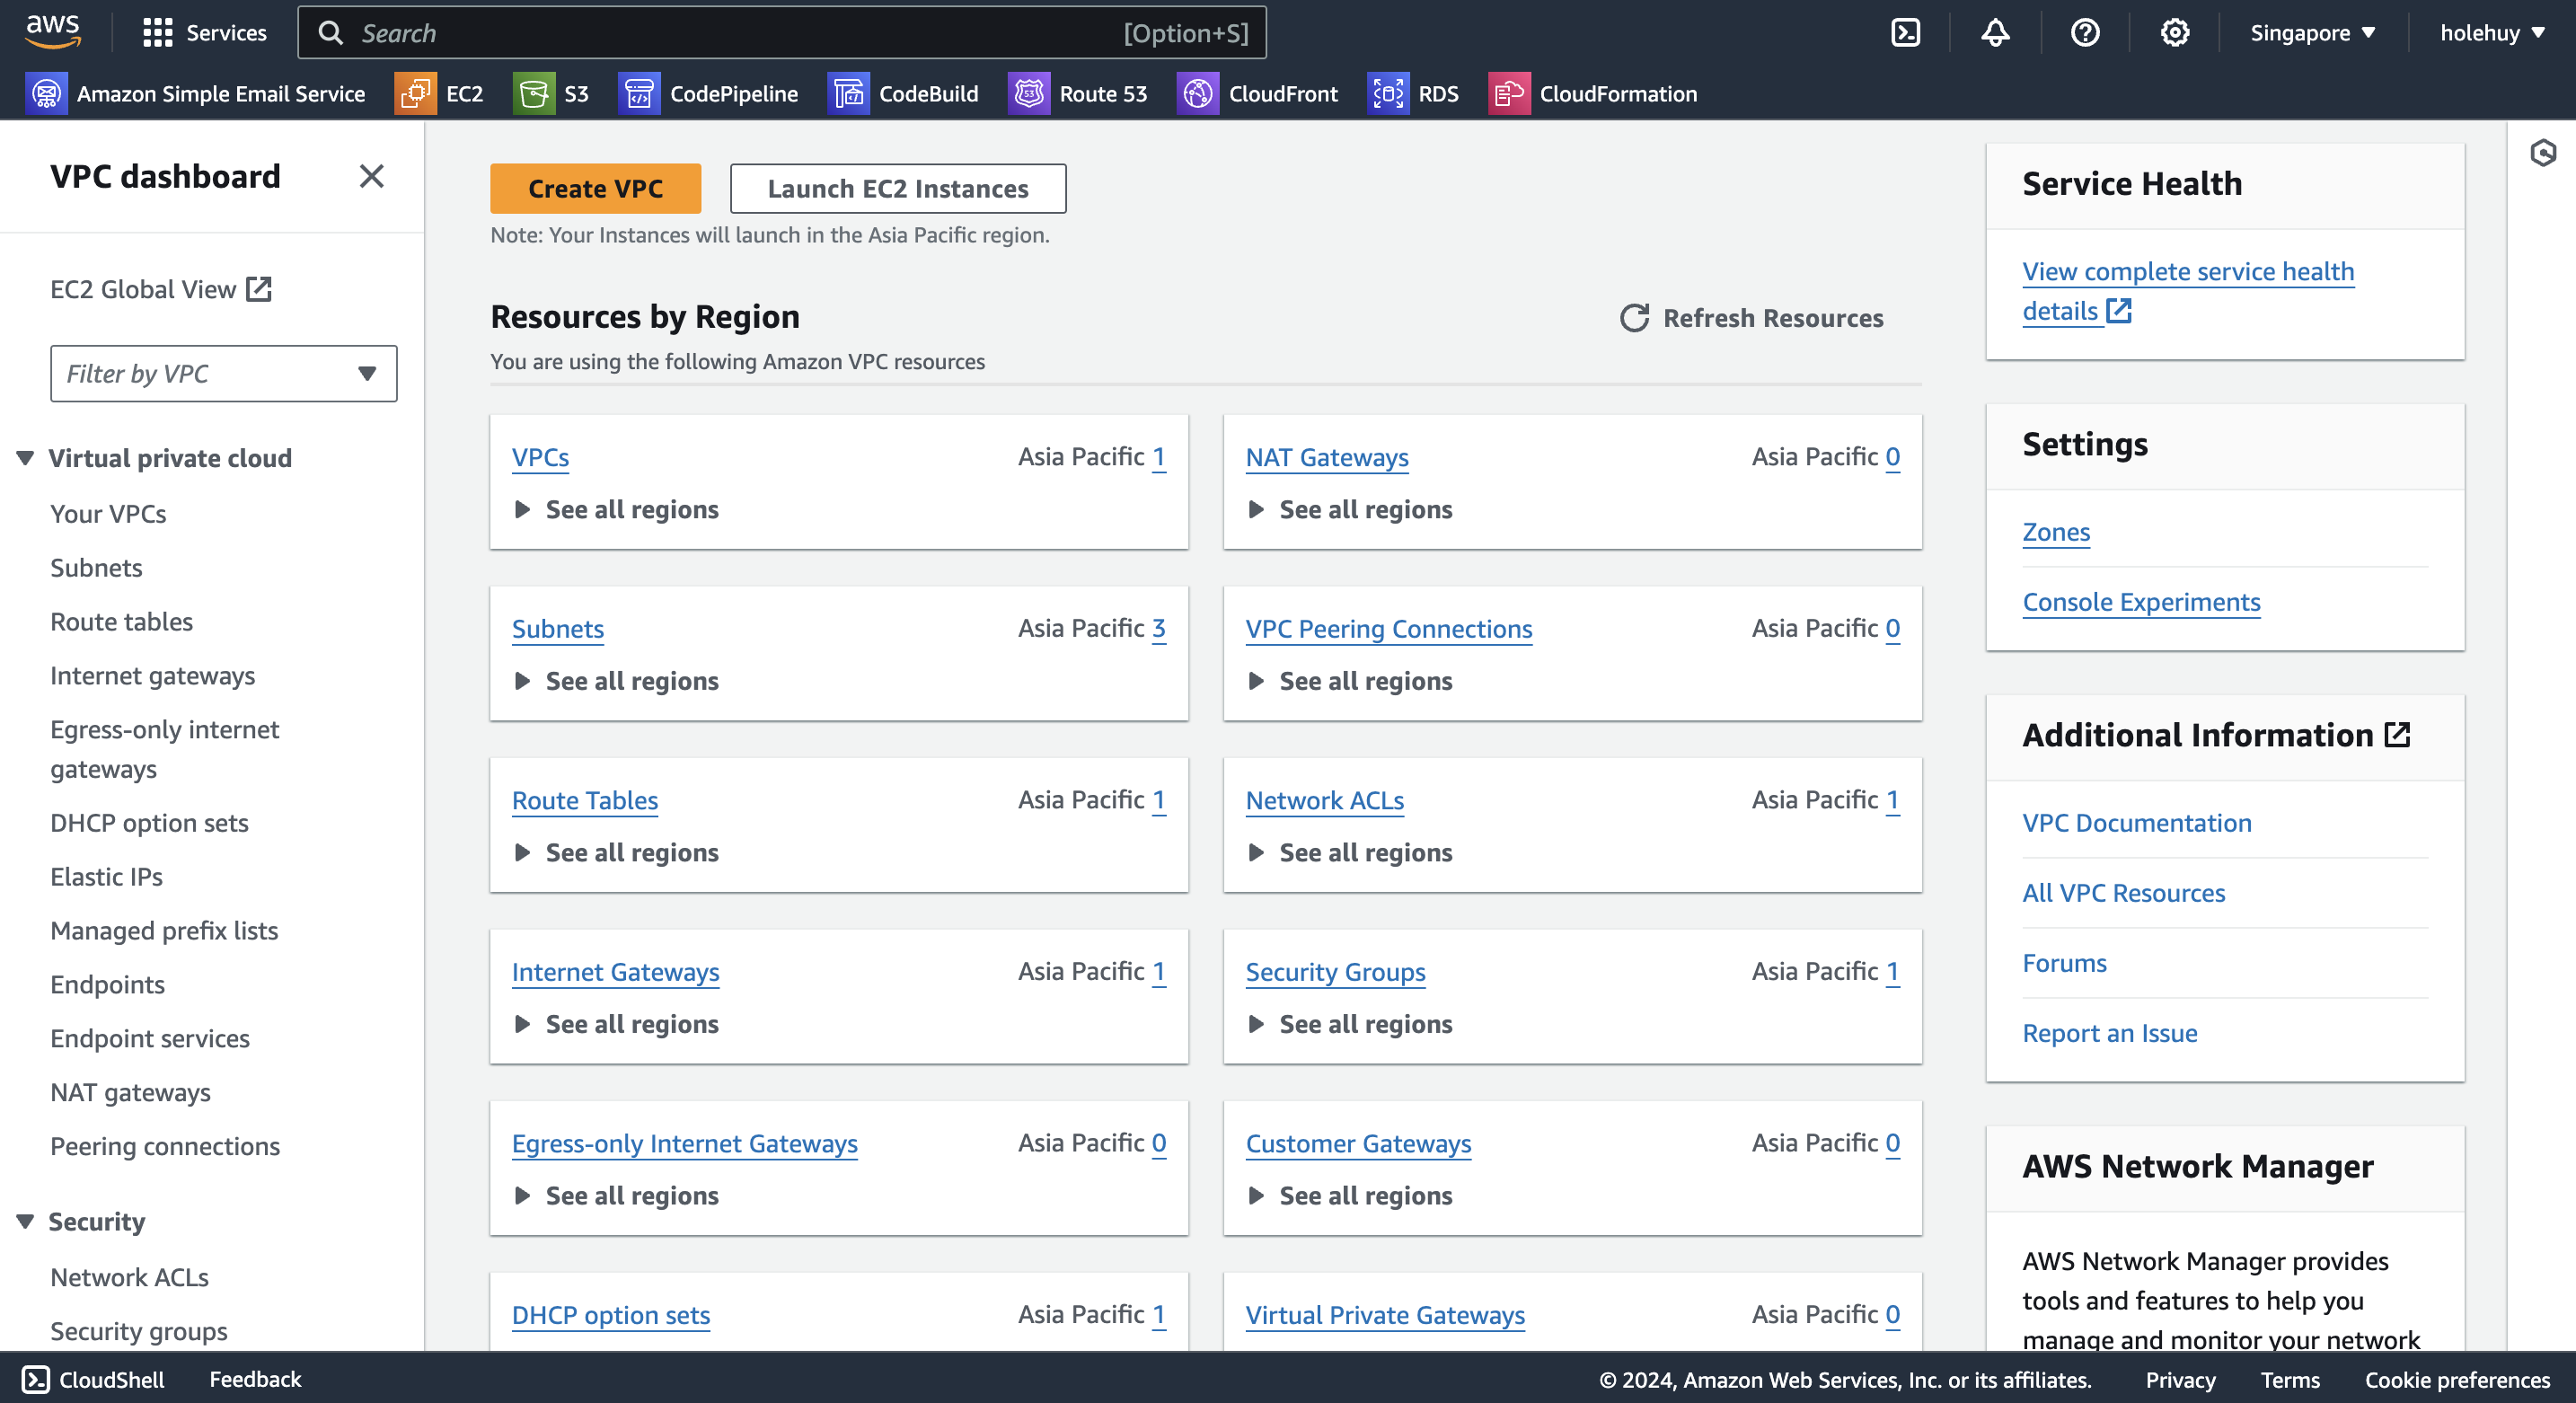 aws
Services
Search
[Option+S]
Singapore
holehuy
Amazon Simple Email Service
EC2
S3
CodePipeline
CodeBuild
Route 53
CloudFront
RDS
CloudFormation
VPC dashboard
EC2 Global View
Filter by VPC
Virtual private cloud
Your VPCs
Subnets
Route tables
Internet gateways
Egress-only internet
gateways
DHCP option sets
Elastic IPs
Managed prefix lists
Endpoints
Endpoint services
NAT gateways
Peering connections
Security
Network ACLs
Security groups
Create VPC
Launch EC2 Instances
Note: Your Instances will launch in the Asia Pacific region.
Resources by Region
Refresh Resources
You are using the following Amazon VPC resources
VPCs
Asia Pacific 1
See all regions
NAT Gateways
Asia Pacific 0
See all regions
Subnets
Asia Pacific 3
See all regions
VPC Peering Connections
Asia Pacific 0
See all regions
Route Tables
Asia Pacific 1
See all regions
Network ACLs
Asia Pacific 1
See all regions
Internet Gateways
Asia Pacific 1
See all regions
Security Groups
Asia Pacific 1
See all regions
Egress-only Internet Gateways
Asia Pacific 0
See all regions
Customer Gateways
Asia Pacific 0
See all regions
DHCP option sets
Asia Pacific 1
Virtual Private Gateways
Asia Pacific 0
Service Health
View complete service health
details
Settings
Zones
Console Experiments
Additional Information
VPC Documentation
All VPC Resources
Forums
Report an Issue
AWS Network Manager
AWS Network Manager provides
tools and features to help you
manage and monitor your network
CloudShell
Feedback
© 2024, Amazon Web Services, Inc. or its affiliates.
Privacy
Terms
Cookie preferences